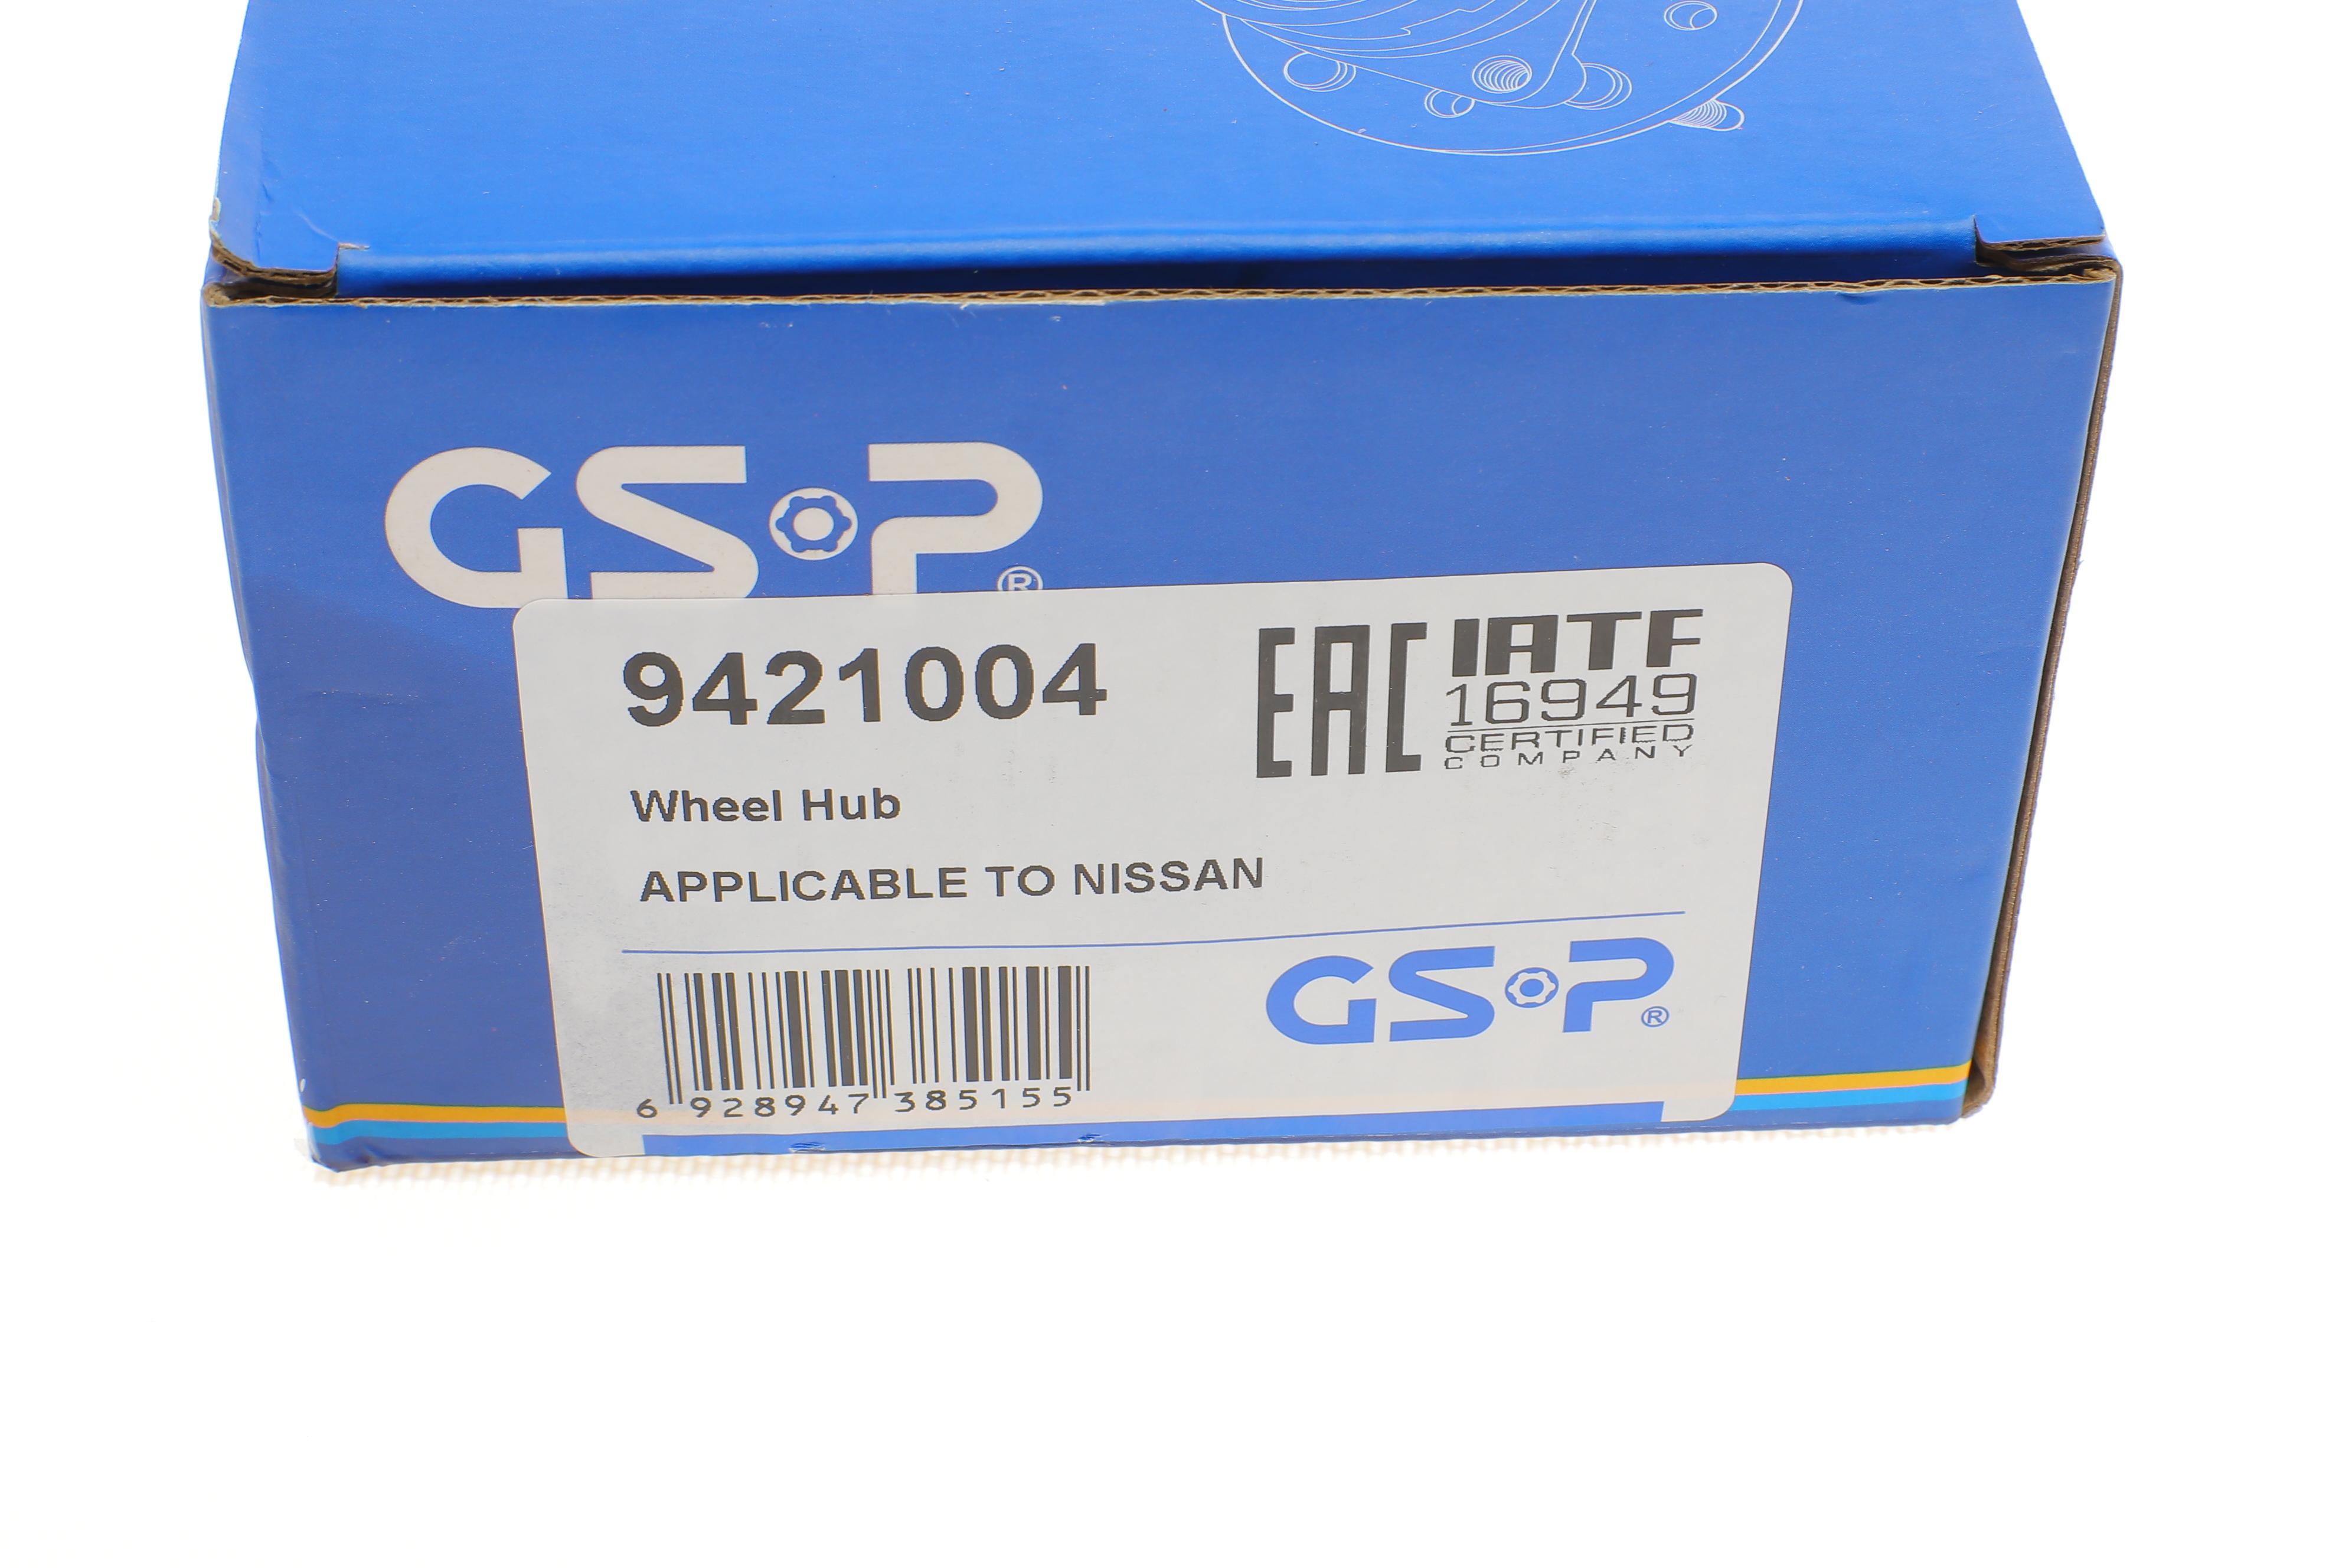 GSP®
9421004
EAC
IATF
16949
CERTIFIED
COMPANY
Wheel Hub
APPLICABLE TO NISSAN
GSP®
6 928947 385155